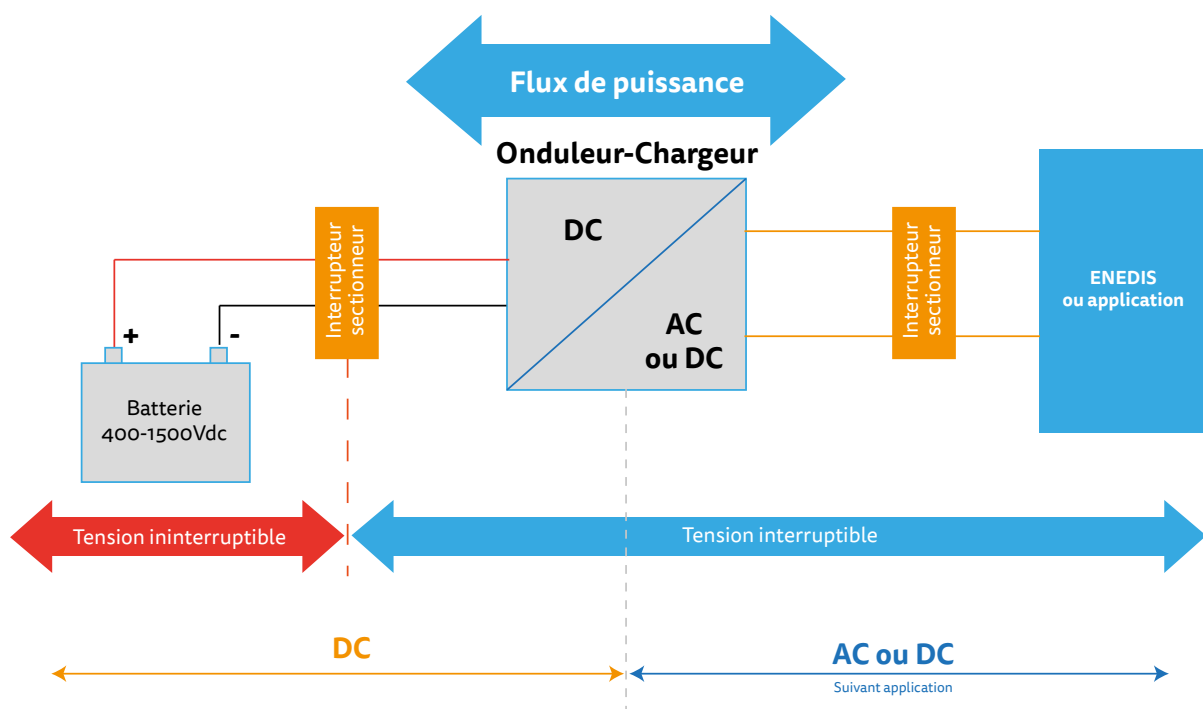 Flux de puissance
Onduleur-Chargeur
DC
AC
ou DC
Interrupteur
sectionneur
Interrupteur
sectionneur
ENEDIS
ou application
+
-
Batterie
400-1500Vdc
Tension ininterruptible
Tension interruptible
DC
AC ou DC
Suivant application